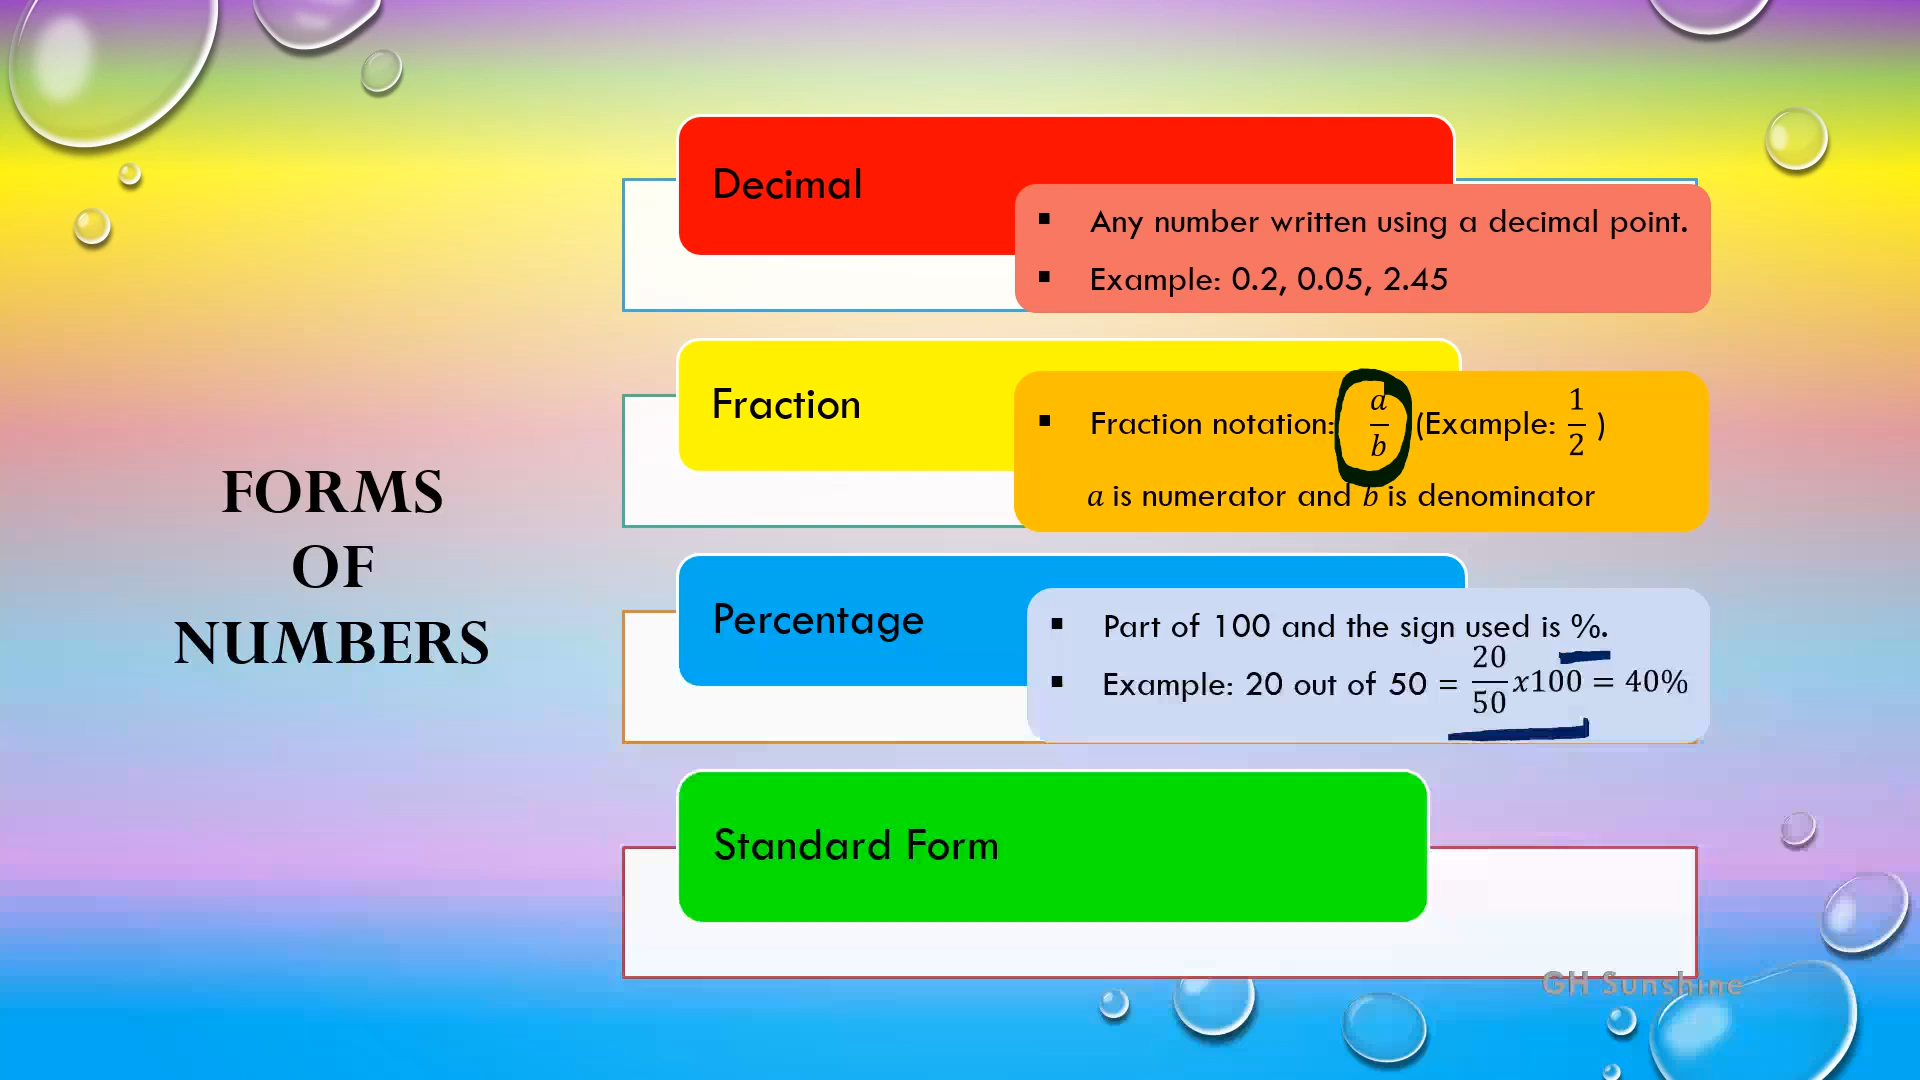 FORMS
OF
NUMBERS
Decimal
▪ Any number written using a decimal point.
▪ Example: 0.2, 0.05, 2.45
Fraction
▪ Fraction notation: a/b (Example: 1/2 )
a is numerator and b is denominator
Percentage
▪ Part of 100 and the sign used is %.
▪ Example: 20 out of 50 = 20/50 x100 = 40%
Standard Form
GH Sunshine